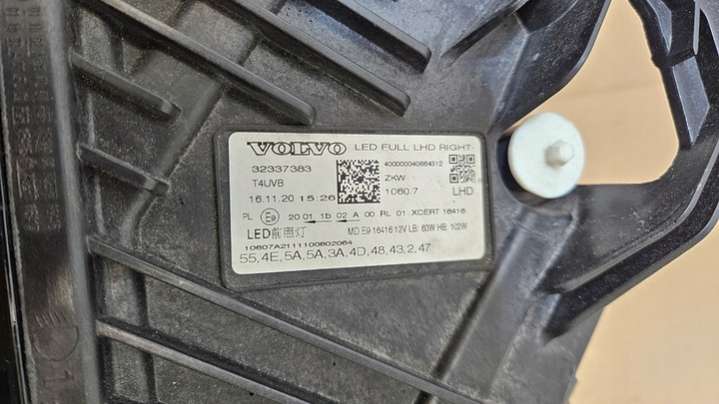 VOLVO LED FULL LHD RIGHT
32337383 400000040664312
T4UVB ZKW
16.11.20 15:26 1060.7 LHD
PL E9 20 01 1b 02 A 00 RL 01 XCERT 16416
LED前照灯 MD E9 16416 12V LB: 63W HB: 102W
10607A2111100802064
55,4E,5A,5A,3A,4D,48,43,2,47